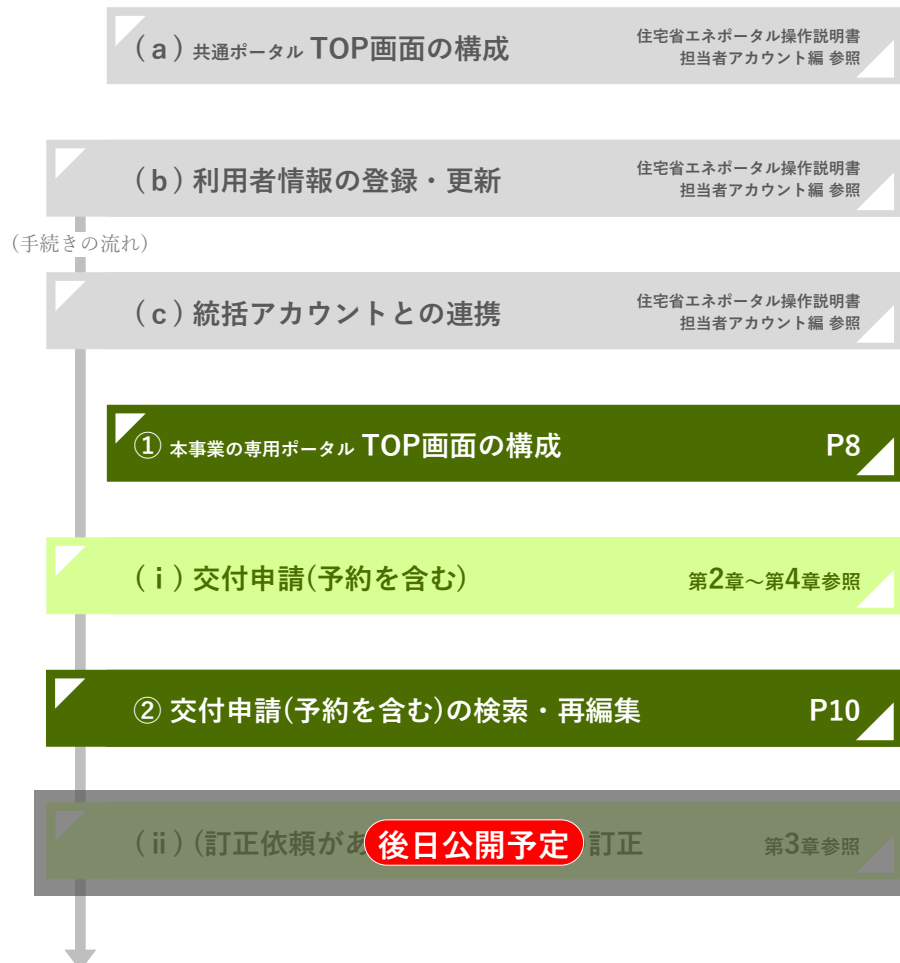 (a) 共通ポータル TOP画面の構成
住宅省エネポータル操作説明書
担当者アカウント編 参照
(b) 利用者情報の登録・更新
住宅省エネポータル操作説明書
担当者アカウント編 参照
(手続きの流れ)
(c) 統括アカウントとの連携
住宅省エネポータル操作説明書
担当者アカウント編 参照
① 本事業の専用ポータル TOP画面の構成 P8
(i) 交付申請(予約を含む) 第2章～第4章参照
② 交付申請(予約を含む)の検索・再編集 P10
(ii) (訂正依頼があ 後日公開予定 訂正 第3章参照